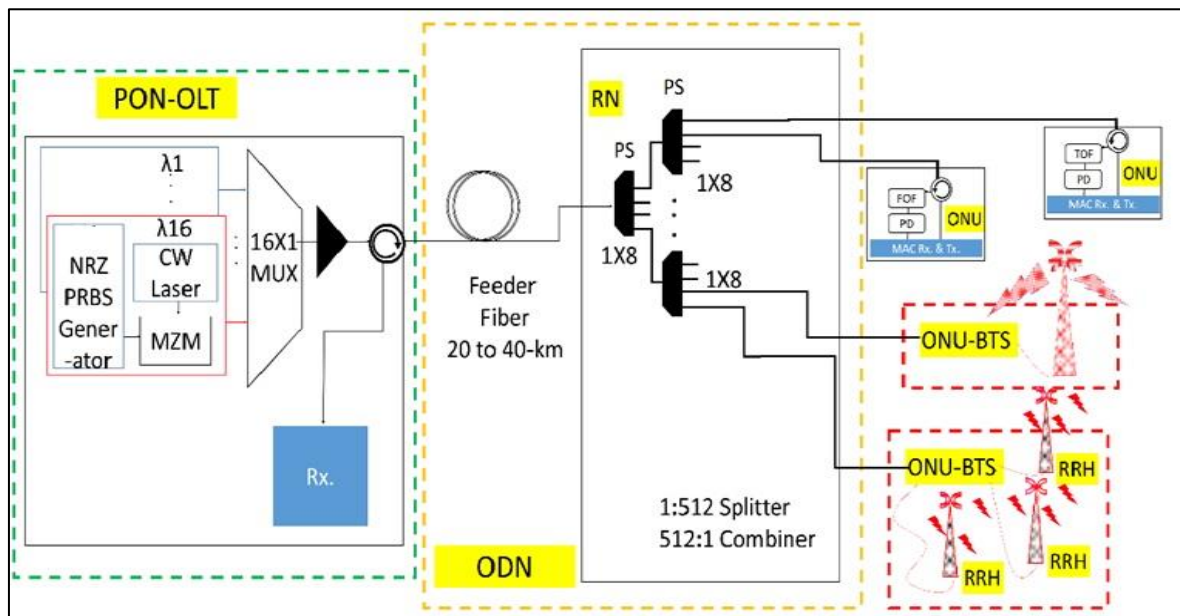 PON-OLT
λ1
λ16
CW
Laser
NRZ
PRBS
Gener
-ator
MZM
16X1
MUX
Rx.
Feeder
Fiber
20 to 40-km
ODN
RN
PS
1X8
PS
1X8
1X8
1:512 Splitter
512:1 Combiner
TOF
PD
ONU
MAC Rx. & Tx.
FOF
PD
ONU
MAC Rx. & Tx.
ONU-BTS
ONU-BTS
RRH
RRH
RRH